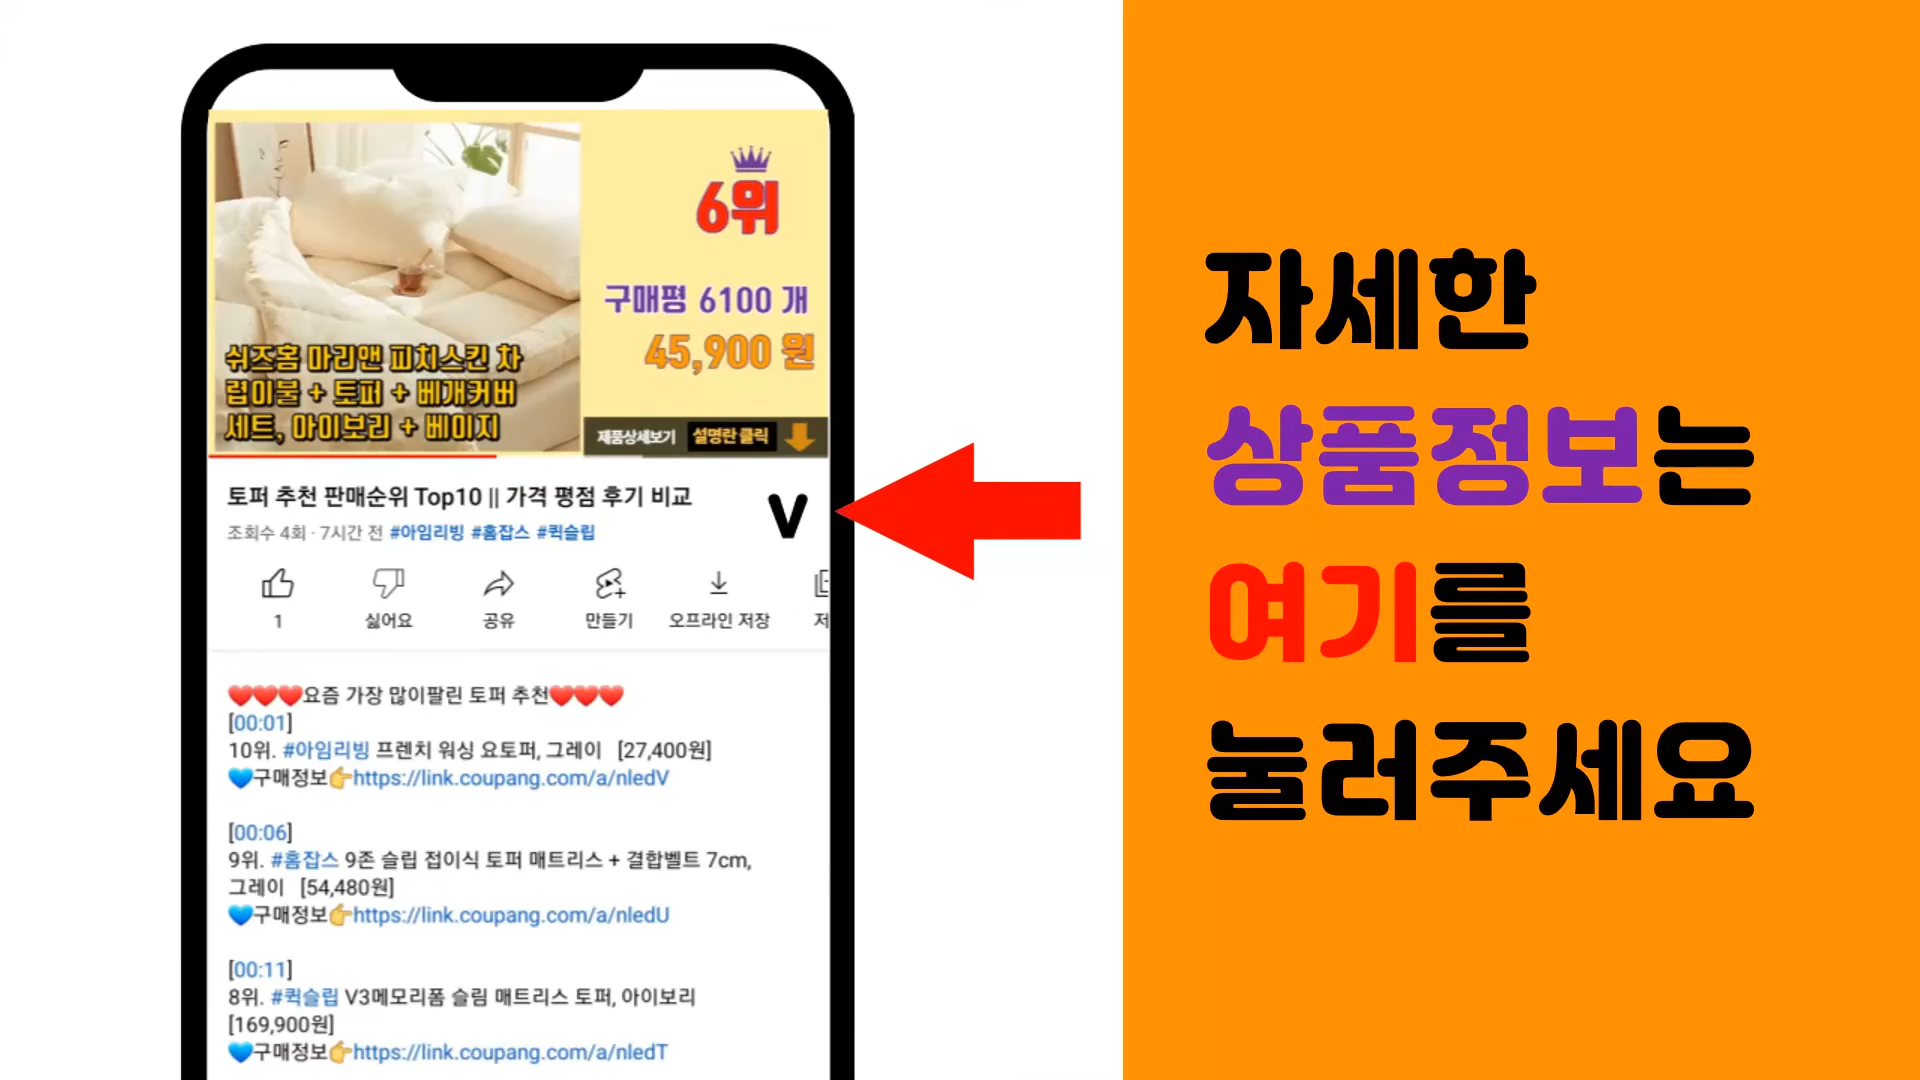 6위
구매평 6100 개
45,900 원
쉬즈홈 마리앤 피치스킨 차
렵이불 + 토퍼 + 베개커버
세트, 아이보리 + 베이지
제품상세보기 설명란 클릭
토퍼 추천 판매순위 Top10 || 가격 평점 후기 비교
V
조회수 4회 · 7시간 전 #아임리빙 #홈잡스 #퀵슬립
1 싫어요 공유 만들기 오프라인 저장 저
❤️❤️❤️요즘 가장 많이팔린 토퍼 추천❤️❤️❤️
[00:01]
10위. #아임리빙 프렌치 워싱 요토퍼, 그레이 [27,400원]
💙구매정보👉https://link.coupang.com/a/nledV
[00:06]
9위. #홈잡스 9존 슬립 접이식 토퍼 매트리스 + 결합벨트 7cm,
그레이 [54,480원]
💙구매정보👉https://link.coupang.com/a/nledU
[00:11]
8위. #퀵슬립 V3메모리폼 슬림 매트리스 토퍼, 아이보리
[169,900원]
💙구매정보👉https://link.coupang.com/a/nledT
자세한
상품정보는
여기를
눌러주세요